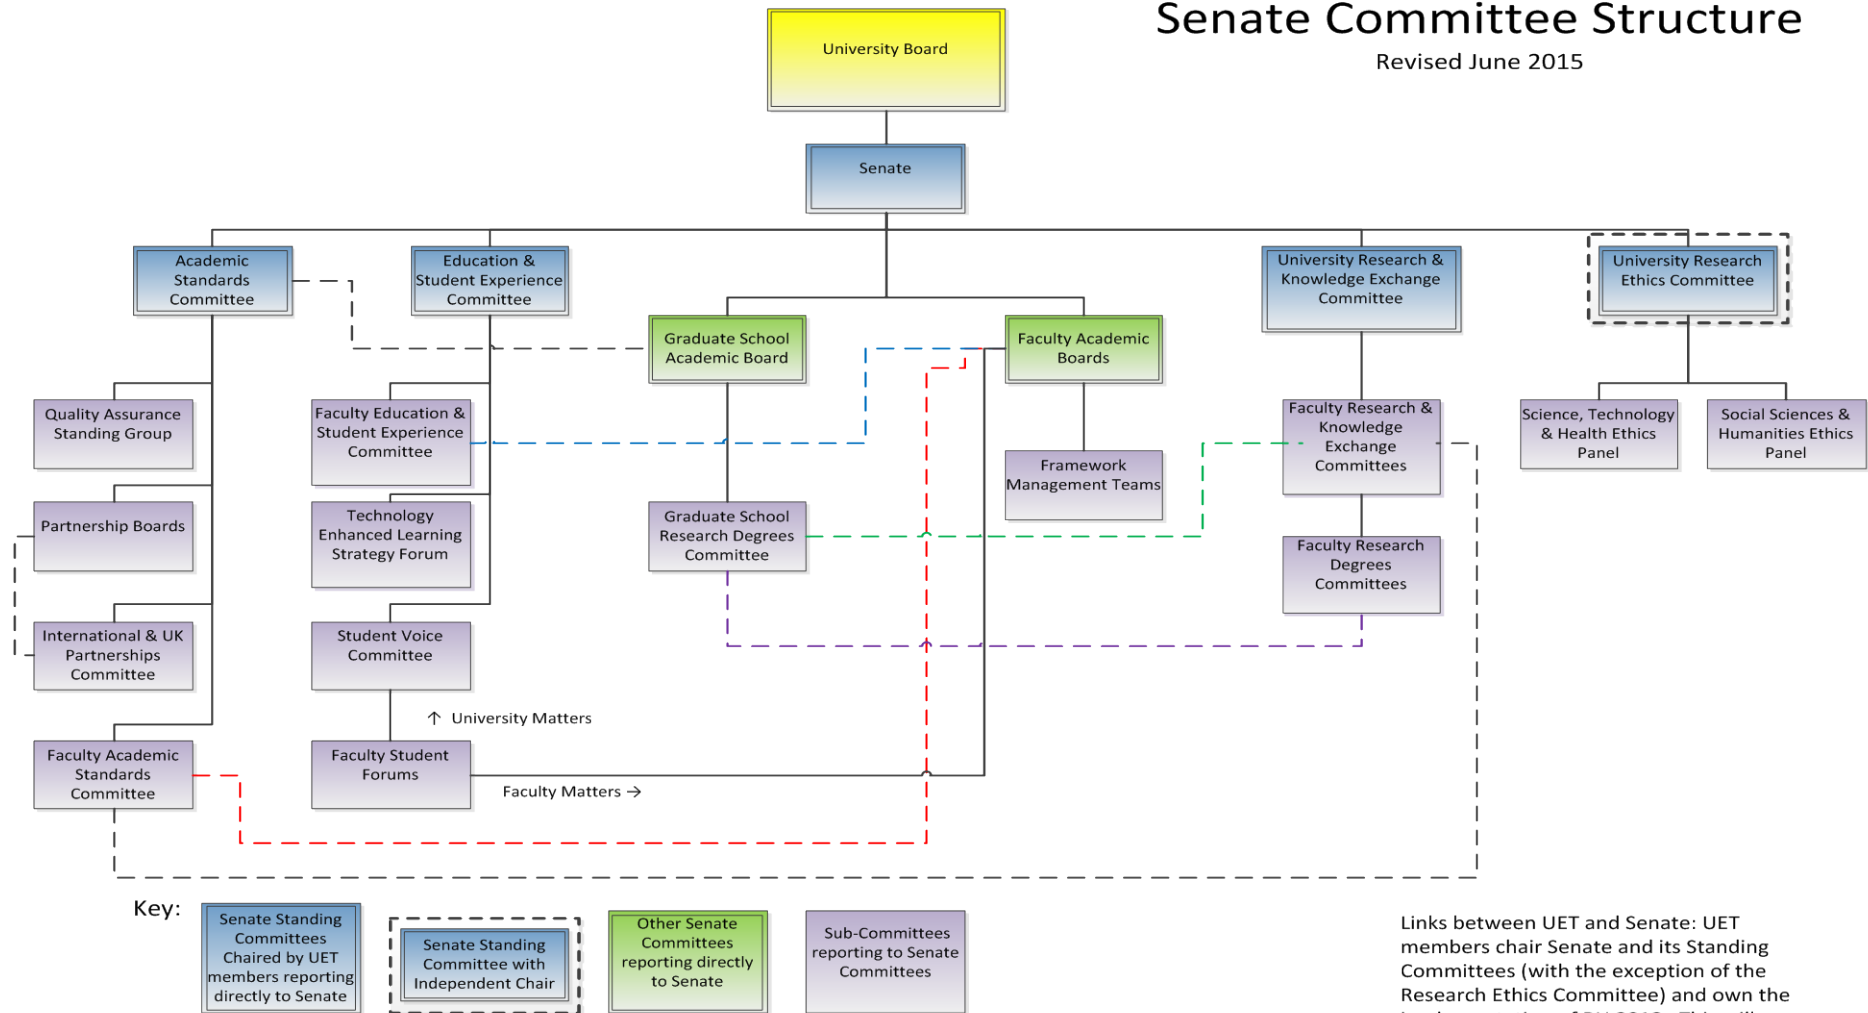 Senate Committee Structure
Revised June 2015
University Board
Senate
Academic
Standards
Committee
Education &
Student Experience
Committee
University Research &
Knowledge Exchange
Committee
University Research
Ethics Committee
Graduate School
Academic Board
Faculty Academic
Boards
Quality Assurance
Standing Group
Faculty Education &
Student Experience
Committee
Faculty Research &
Knowledge
Exchange
Committees
Science, Technology
& Health Ethics
Panel
Social Sciences &
Humanities Ethics
Panel
Framework
Management Teams
Partnership Boards
Technology
Enhanced Learning
Strategy Forum
Graduate School
Research Degrees
Committee
Faculty Research
Degrees
Committees
International & UK
Partnerships
Committee
Student Voice
Committee
↑ University Matters
Faculty Academic
Standards
Committee
Faculty Student
Forums
Faculty Matters →
Key:
Senate Standing
Committees
Chaired by UET
members reporting
directly to Senate
Senate Standing
Committee with
Independent Chair
Other Senate
Committees
reporting directly
to Senate
Sub-Committees
reporting to Senate
Committees
Links between UET and Senate: UET
members chair Senate and its Standing
Committees (with the exception of the
Research Ethics Committee) and own the